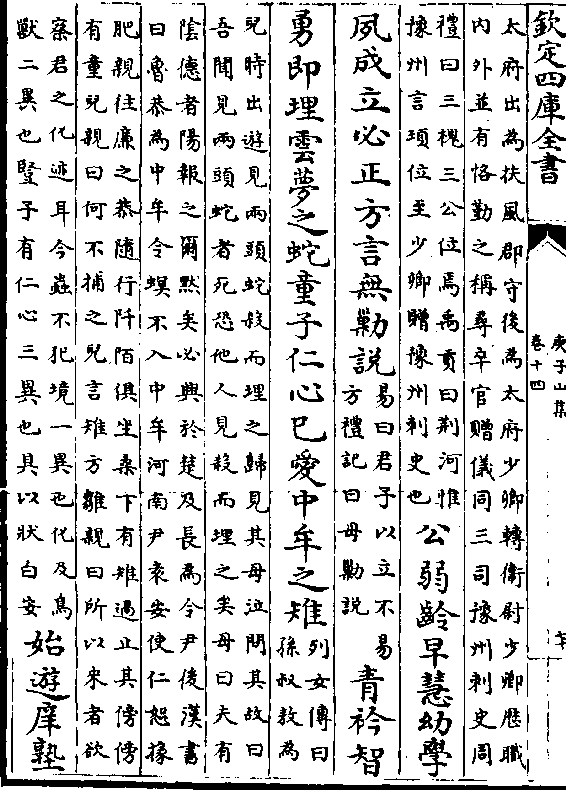 欽定四庫全書
庾子山集
卷十四
太府出為扶風郡守後為太府少卿轉衛尉少卿歴職
內外並有恪勤之稱尋卒官贈儀同三司豫州刺史周
禮曰三槐三公位焉禹貢曰荆河惟
豫州言頊位至少卿贈豫州刺史也
公弱齡早慧幼學
夙成立必正方言無勦說
易曰君子以立不易
方禮記曰毋勦說
青衿智
勇即埋雲夢之蛇童子仁心已愛中牟之雉
列女傳曰
孫叔敖為
兒時出遊見兩頭蛇殺而埋之歸見其母泣問其故曰
吾聞見兩頭蛇者死恐他人見殺而埋之矣母曰夫有
陰德者陽報之爾黙矣必興於楚及長為令尹後漢書
曰魯恭為中牟令螟不入中牟河南尹袁安使仁恕掾
肥親往廉之恭隨行阡陌俱坐桑下有雉過止其傍傍
有童兒親曰何不捕之兒言雉方雛親曰所以來者欲
察君之化迹耳今蟲不犯境一異也化及鳥
獸二異也豎子有仁心三異也具以狀白安
始遊庠塾